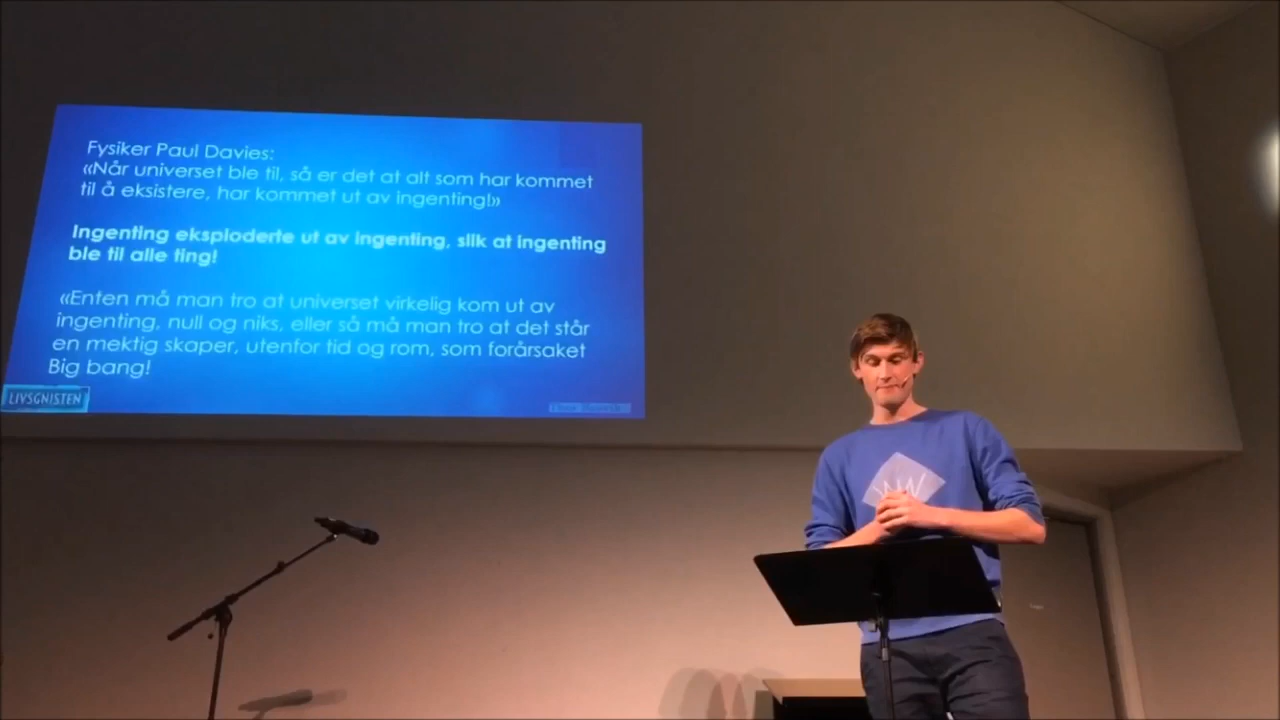 Fysiker Paul Davies:
«Når universet ble til, så er det at alt som har kommet
til å eksistere, har kommet ut av ingenting!»
Ingenting eksploderte ut av ingenting, slik at ingenting
ble til alle ting!
«Enten må man tro at universet virkelig kom ut av
ingenting, null og niks, eller så må man tro at det står
en mektig skaper, utenfor tid og rom, som forårsaket
Big bang!
LIVSGNISTEN